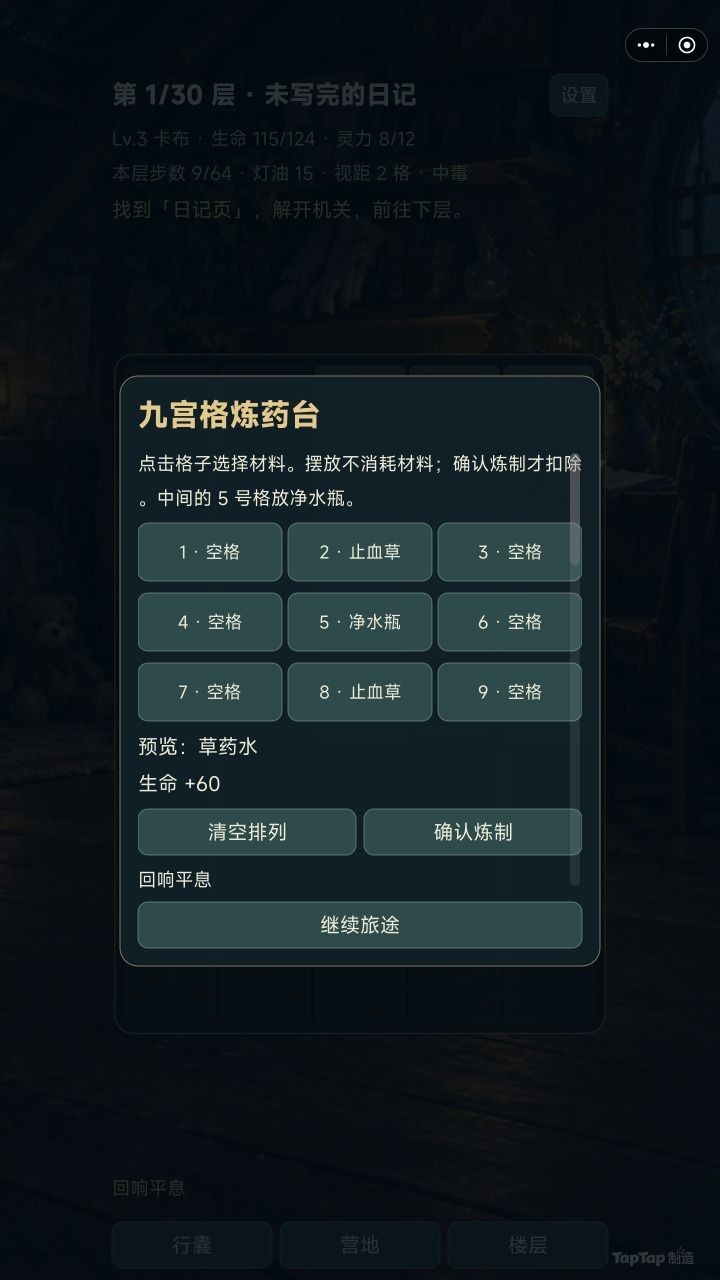 第 1/30 层 · 未写完的日记
设置
Lv.3 卡布 · 生命 115/124 · 灵力 8/12
本层步数 9/64 · 灯油 15 · 视距 2 格 · 中毒
找到「日记页」，解开机关，前往下层。
九宫格炼药台
点击格子选择材料。摆放不消耗材料；确认炼制才扣除
。中间的 5 号格放净水瓶。
1 · 空格
2 · 止血草
3 · 空格
4 · 空格
5 · 净水瓶
6 · 空格
7 · 空格
8 · 止血草
9 · 空格
预览：草药水
生命 +60
清空排列
确认炼制
回响平息
继续旅途
回响平息
行囊
营地
楼层
TapTap 制造